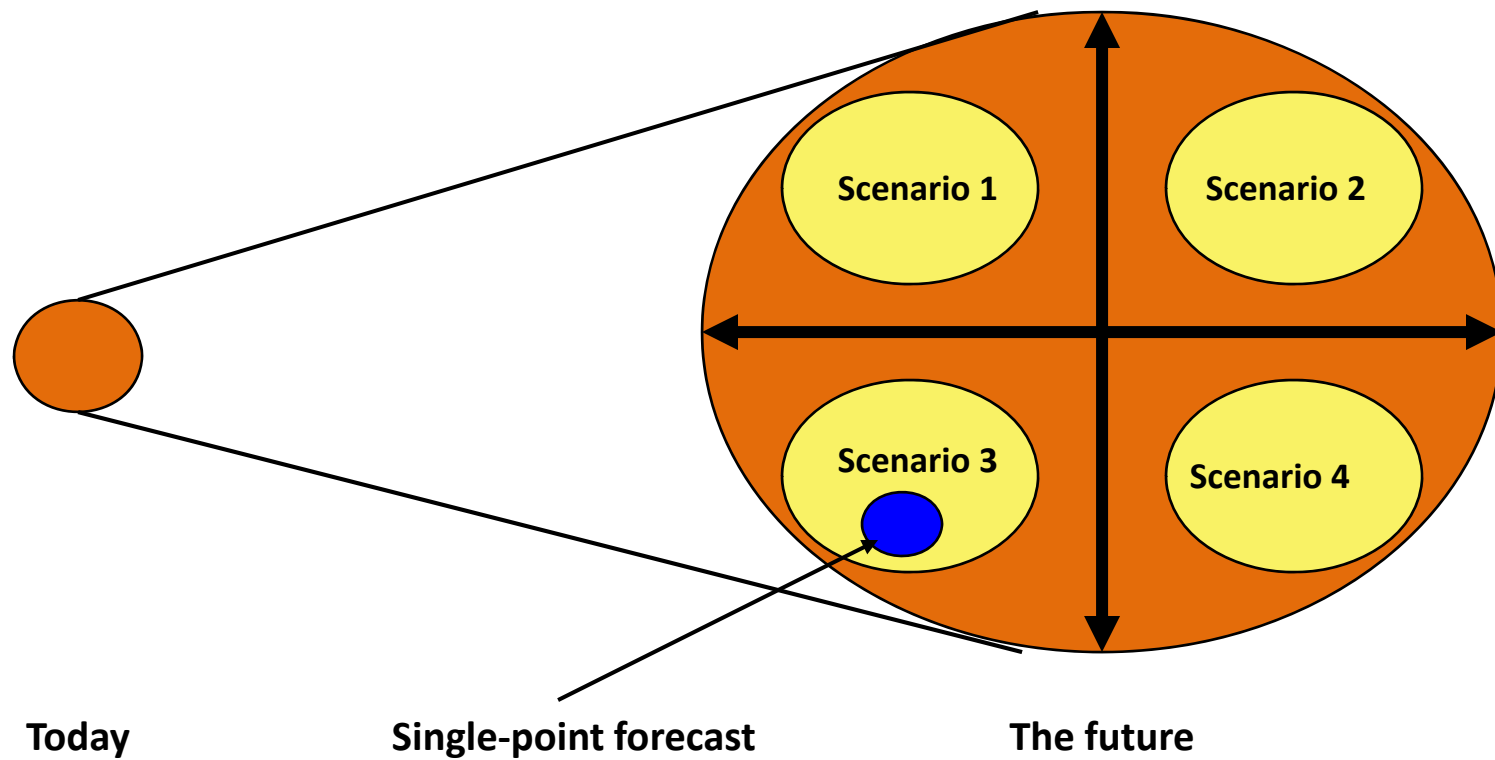 Scenario 1
Scenario 2
Scenario 3
Scenario 4
Today
Single-point forecast
The future